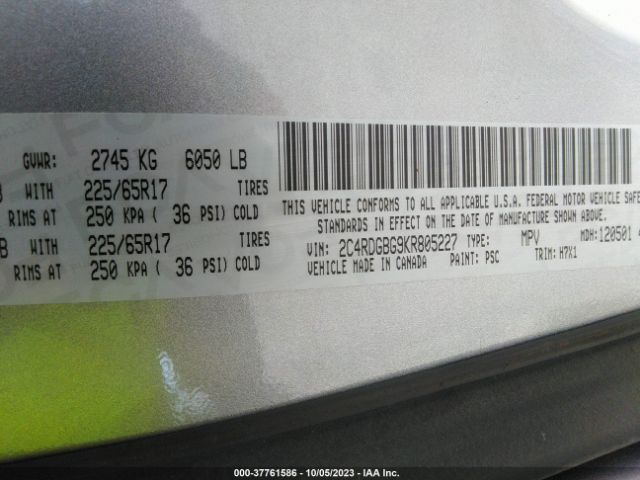 GVWR: 2745 KG 6050 LB
WITH 225/65R17 TIRES
RIMS AT 250 KPA ( 36 PSI) COLD
WITH 225/65R17 TIRES
RIMS AT 250 KPA ( 36 PSI) COLD
THIS VEHICLE CONFORMS TO ALL APPLICABLE U.S.A. FEDERAL MOTOR VEHICLE SAFE
STANDARDS IN EFFECT ON THE DATE OF MANUFACTURE SHOWN ABOVE.
VIN: 2C4RDGBG9KR805227 TYPE: MPV MDH: 120501
VEHICLE MADE IN CANADA PAINT: PSC TRIM: H7X1
000-37761586 - 10/05/2023 - IAA Inc.